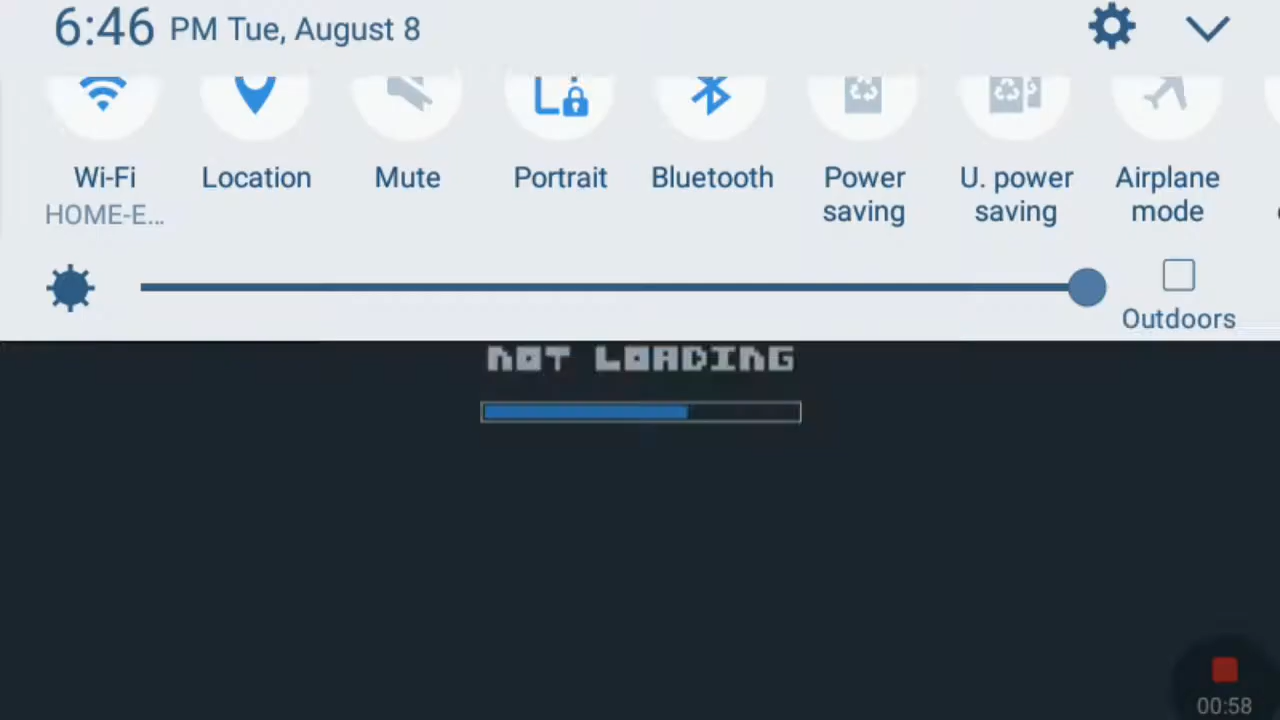 6:46 PM Tue, August 8
Wi-Fi Location Mute Portrait Bluetooth Power saving U. power saving Airplane mode
HOME-E...
Outdoors
NOT LOADING
00:58